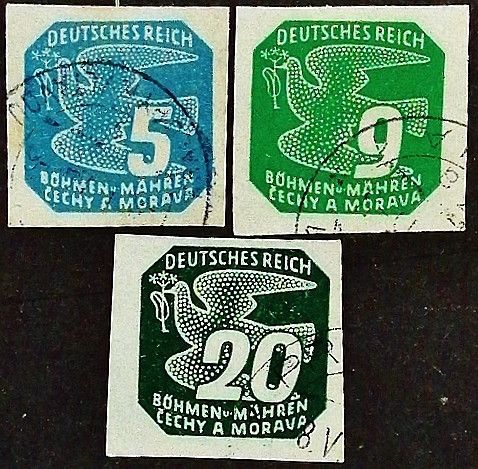 DEUTSCHES REICH
5
BÖHMEN u. MÄHREN
ČECHY A MORAVA
DEUTSCHES REICH
9
BÖHMEN u. MÄHREN
ČECHY A MORAVA
DEUTSCHES REICH
20
BÖHMEN u. MÄHREN
ČECHY A MORAVA